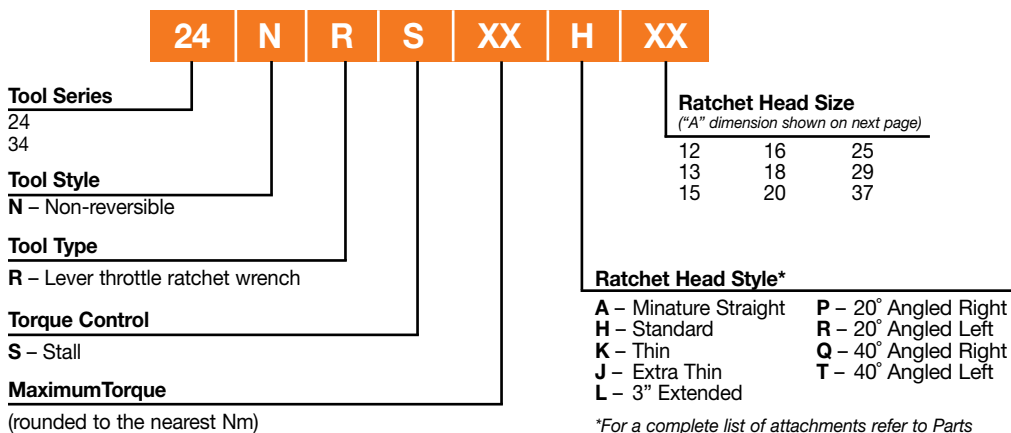 24 N R S XX H XX
Tool Series
24
34
Tool Style
N – Non-reversible
Tool Type
R – Lever throttle ratchet wrench
Torque Control
S – Stall
MaximumTorque
(rounded to the nearest Nm)
Ratchet Head Size
("A" dimension shown on next page)
12 16 25
13 18 29
15 20 37
Ratchet Head Style*
A – Minature Straight P – 20° Angled Right
H – Standard R – 20° Angled Left
K – Thin Q – 40° Angled Right
J – Extra Thin T – 40° Angled Left
L – 3” Extended
*For a complete list of attachments refer to Parts